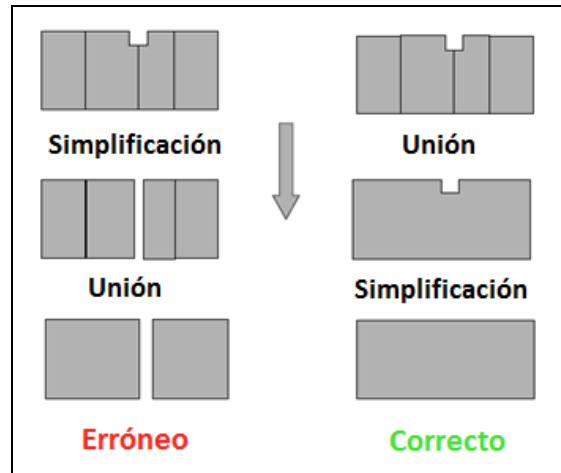 Simplificación
Unión
Unión
Simplificación
Erróneo
Correcto